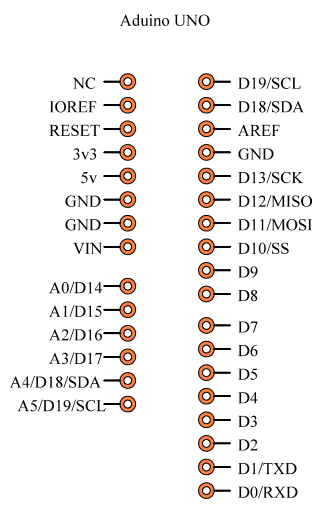 Aduino UNO
NC
IOREF
RESET
3v3
5v
GND
GND
VIN
A0/D14
A1/D15
A2/D16
A3/D17
A4/D18/SDA
A5/D19/SCL
D19/SCL
D18/SDA
AREF
GND
D13/SCK
D12/MISO
D11/MOSI
D10/SS
D9
D8
D7
D6
D5
D4
D3
D2
D1/TXD
D0/RXD